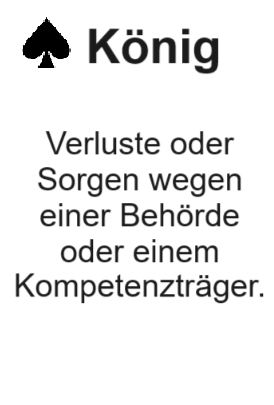 ♠ König
Verluste oder
Sorgen wegen
einer Behörde
oder einem
Kompetenzträger.